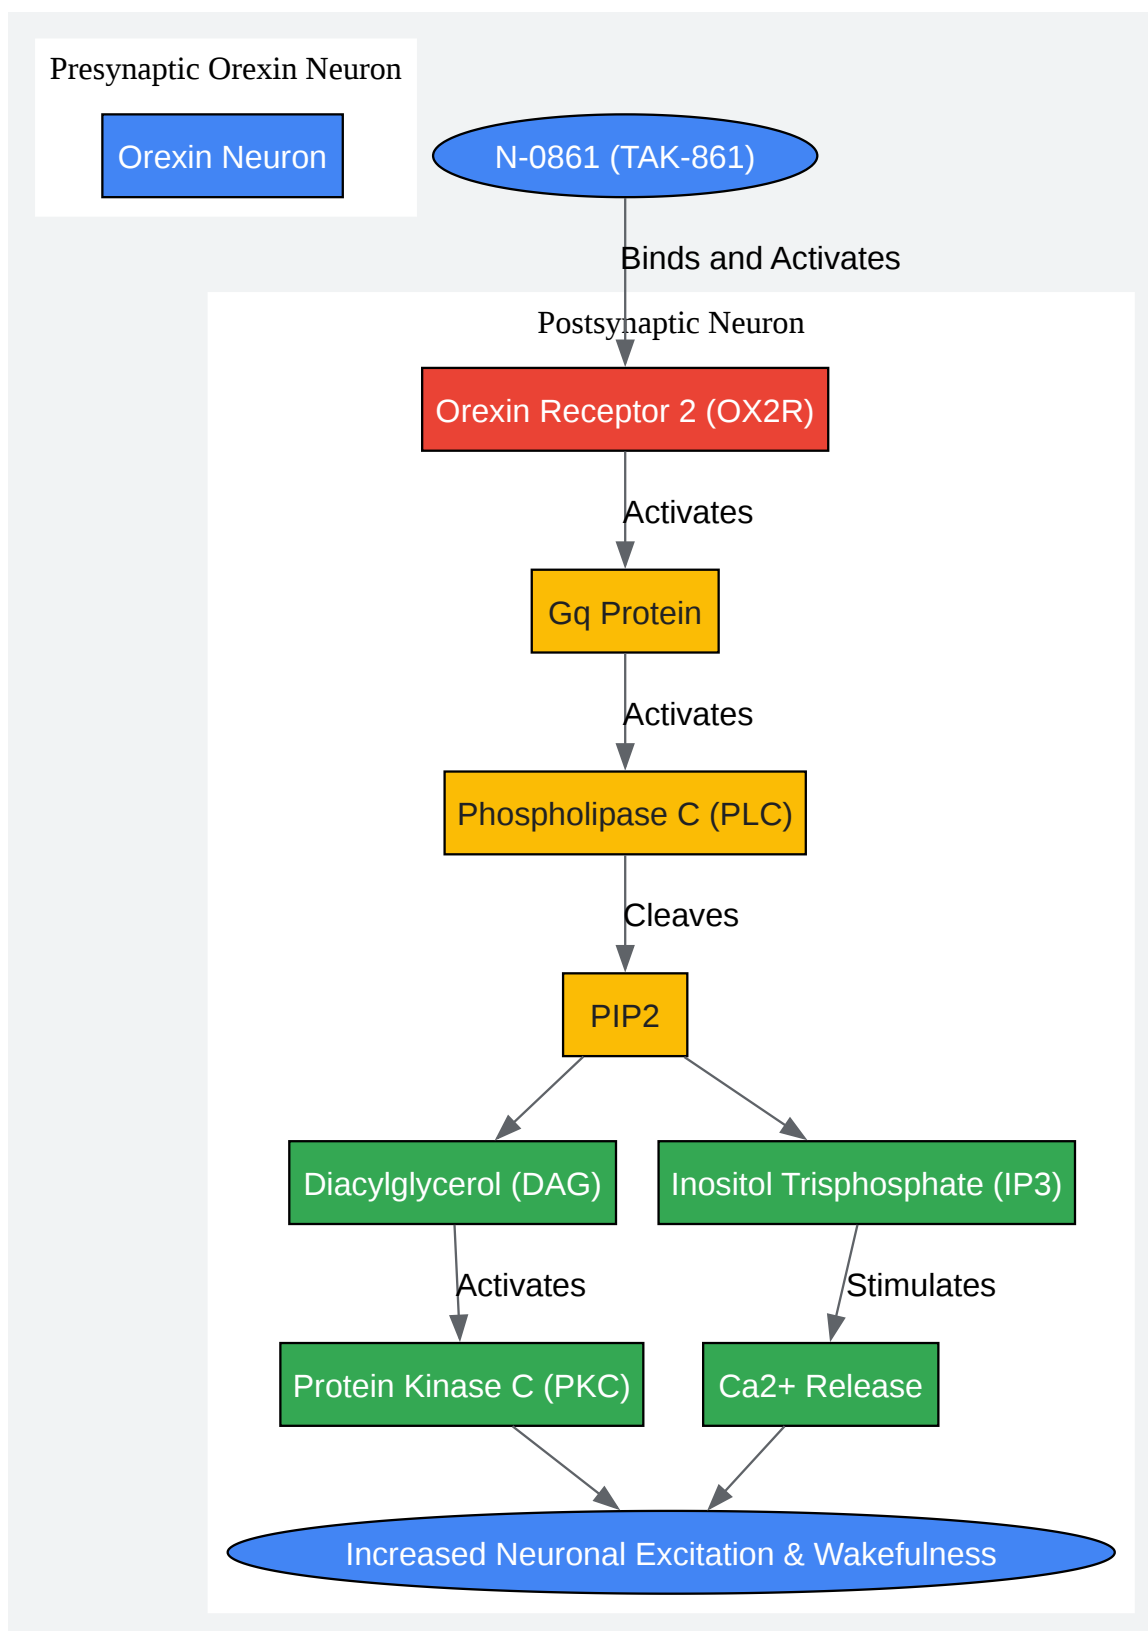 Presynaptic Orexin Neuron
Orexin Neuron
N-0861 (TAK-861)
Binds and Activates
Postsynaptic Neuron
Orexin Receptor 2 (OX2R)
Activates
Gq Protein
Activates
Phospholipase C (PLC)
Cleaves
PIP2
Diacylglycerol (DAG)
Inositol Trisphosphate (IP3)
Activates
Stimulates
Protein Kinase C (PKC)
Ca2+ Release
Increased Neuronal Excitation & Wakefulness